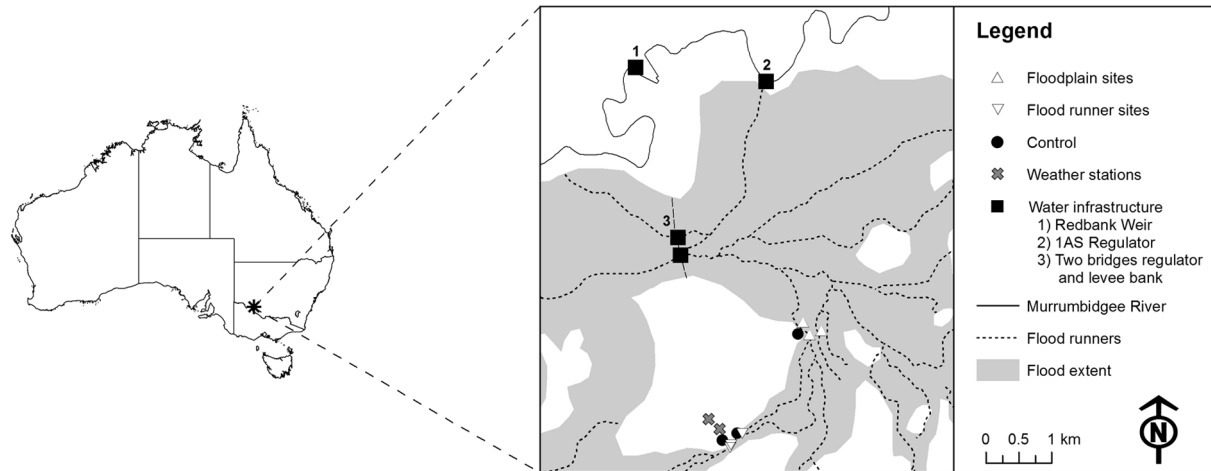 1
2
3
Legend
Floodplain sites
Flood runner sites
Control
Weather stations
Water infrastructure
1) Redbank Weir
2) 1AS Regulator
3) Two bridges regulator
and levee bank
Murrumbidgee River
Flood runners
Flood extent
0 0.5 1 km
N